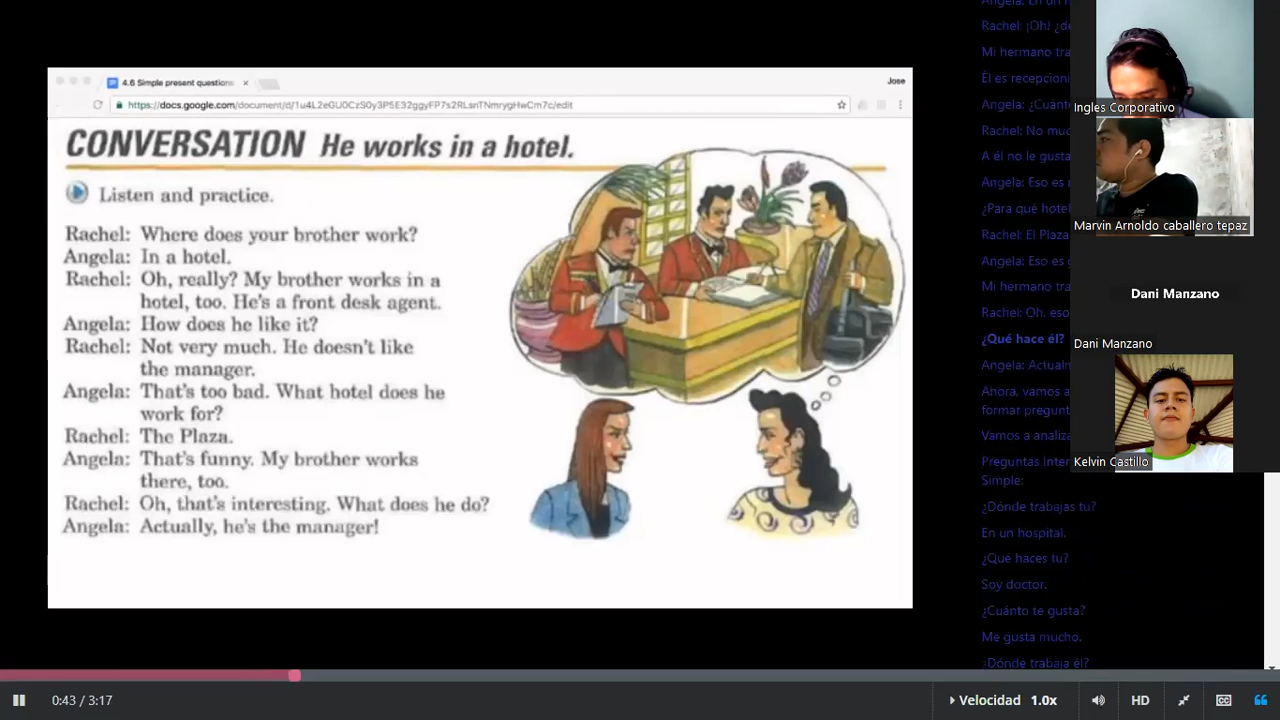 4.6 Simple present questions
Jose
https://docs.google.com/document/d/1u4L2eGU0CzS0y3P5E32ggyFP7s2RLsnTNmrygHwCm7c/edit
CONVERSATION He works in a hotel.
Listen and practice.
Rachel: Where does your brother work?
Angela: In a hotel.
Rachel: Oh, really? My brother works in a
hotel, too. He's a front desk agent.
Angela: How does he like it?
Rachel: Not very much. He doesn't like
the manager.
Angela: That's too bad. What hotel does he
work for?
Rachel: The Plaza.
Angela: That's funny. My brother works
there, too.
Rachel: Oh, that's interesting. What does he do?
Angela: Actually, he's the manager!
Rachel: ¡Oh! ¿de
Mi hermano tra
Él es recepcioni
Angela: ¿Cuánt
Rachel: No muc
A él no le gusta
Angela: Eso es
¿Para qué hotel
Rachel: El Plaza
Angela: Eso es g
Mi hermano tra
Rachel: Oh, eso
¿Qué hace él?
Angela: Actualm
Ahora, vamos a
formar pregunt
Vamos a analiza
Preguntas Inter
Simple:
¿Dónde trabajas tu?
En un hospital.
¿Qué haces tu?
Soy doctor.
¿Cuánto te gusta?
Me gusta mucho.
¿Dónde trabaja él?
Ingles Corporativo
Marvin Arnoldo caballero tepaz
Dani Manzano
Dani Manzano
Kelvin Castillo
0:43 / 3:17
Velocidad 1.0x
HD
CC